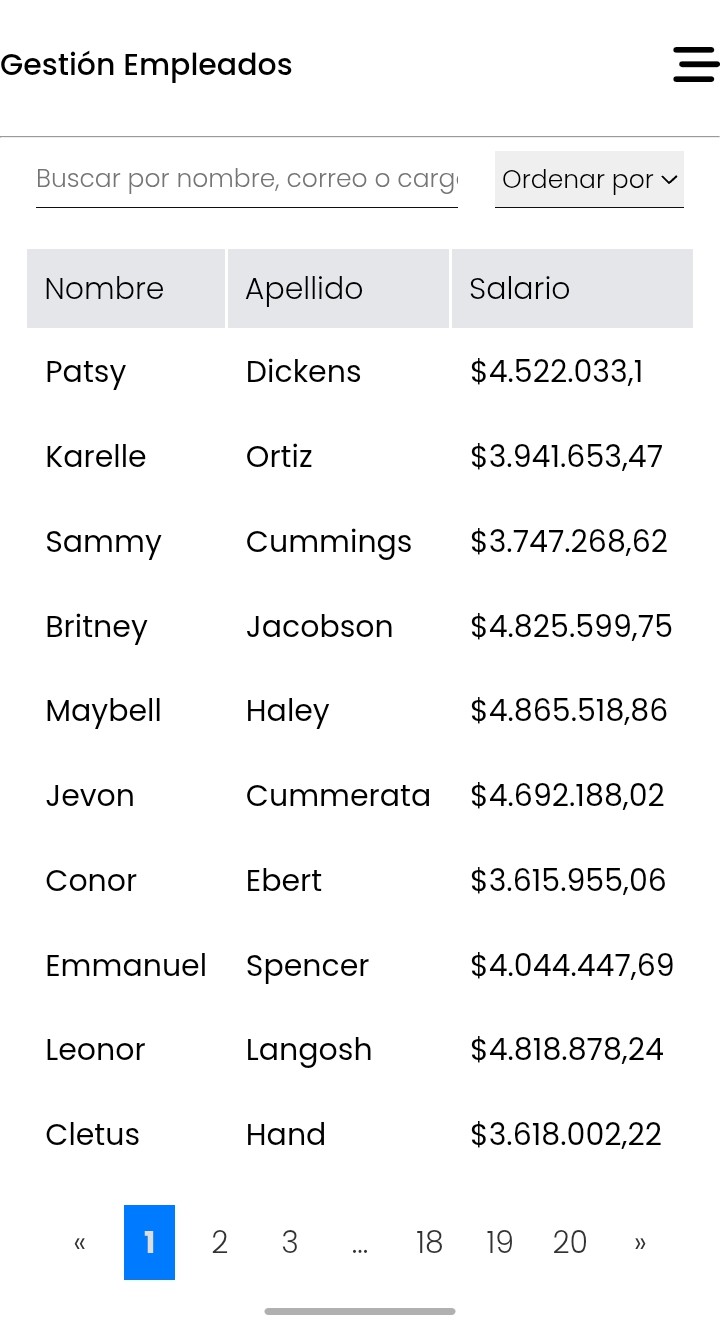 Gestión Empleados
Buscar por nombre, correo o carg Ordenar por
Nombre Apellido Salario
Patsy Dickens $4.522.033,1
Karelle Ortiz $3.941.653,47
Sammy Cummings $3.747.268,62
Britney Jacobson $4.825.599,75
Maybell Haley $4.865.518,86
Jevon Cummerata $4.692.188,02
Conor Ebert $3.615.955,06
Emmanuel Spencer $4.044.447,69
Leonor Langosh $4.818.878,24
Cletus Hand $3.618.002,22
« 1 2 3 ... 18 19 20 »